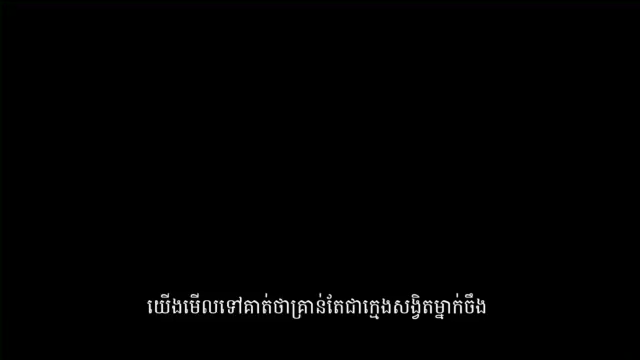 យើងមើលទៅគាត់ថាគ្រាន់តែជាក្មេងសង្វិតម្នាក់ចឹង